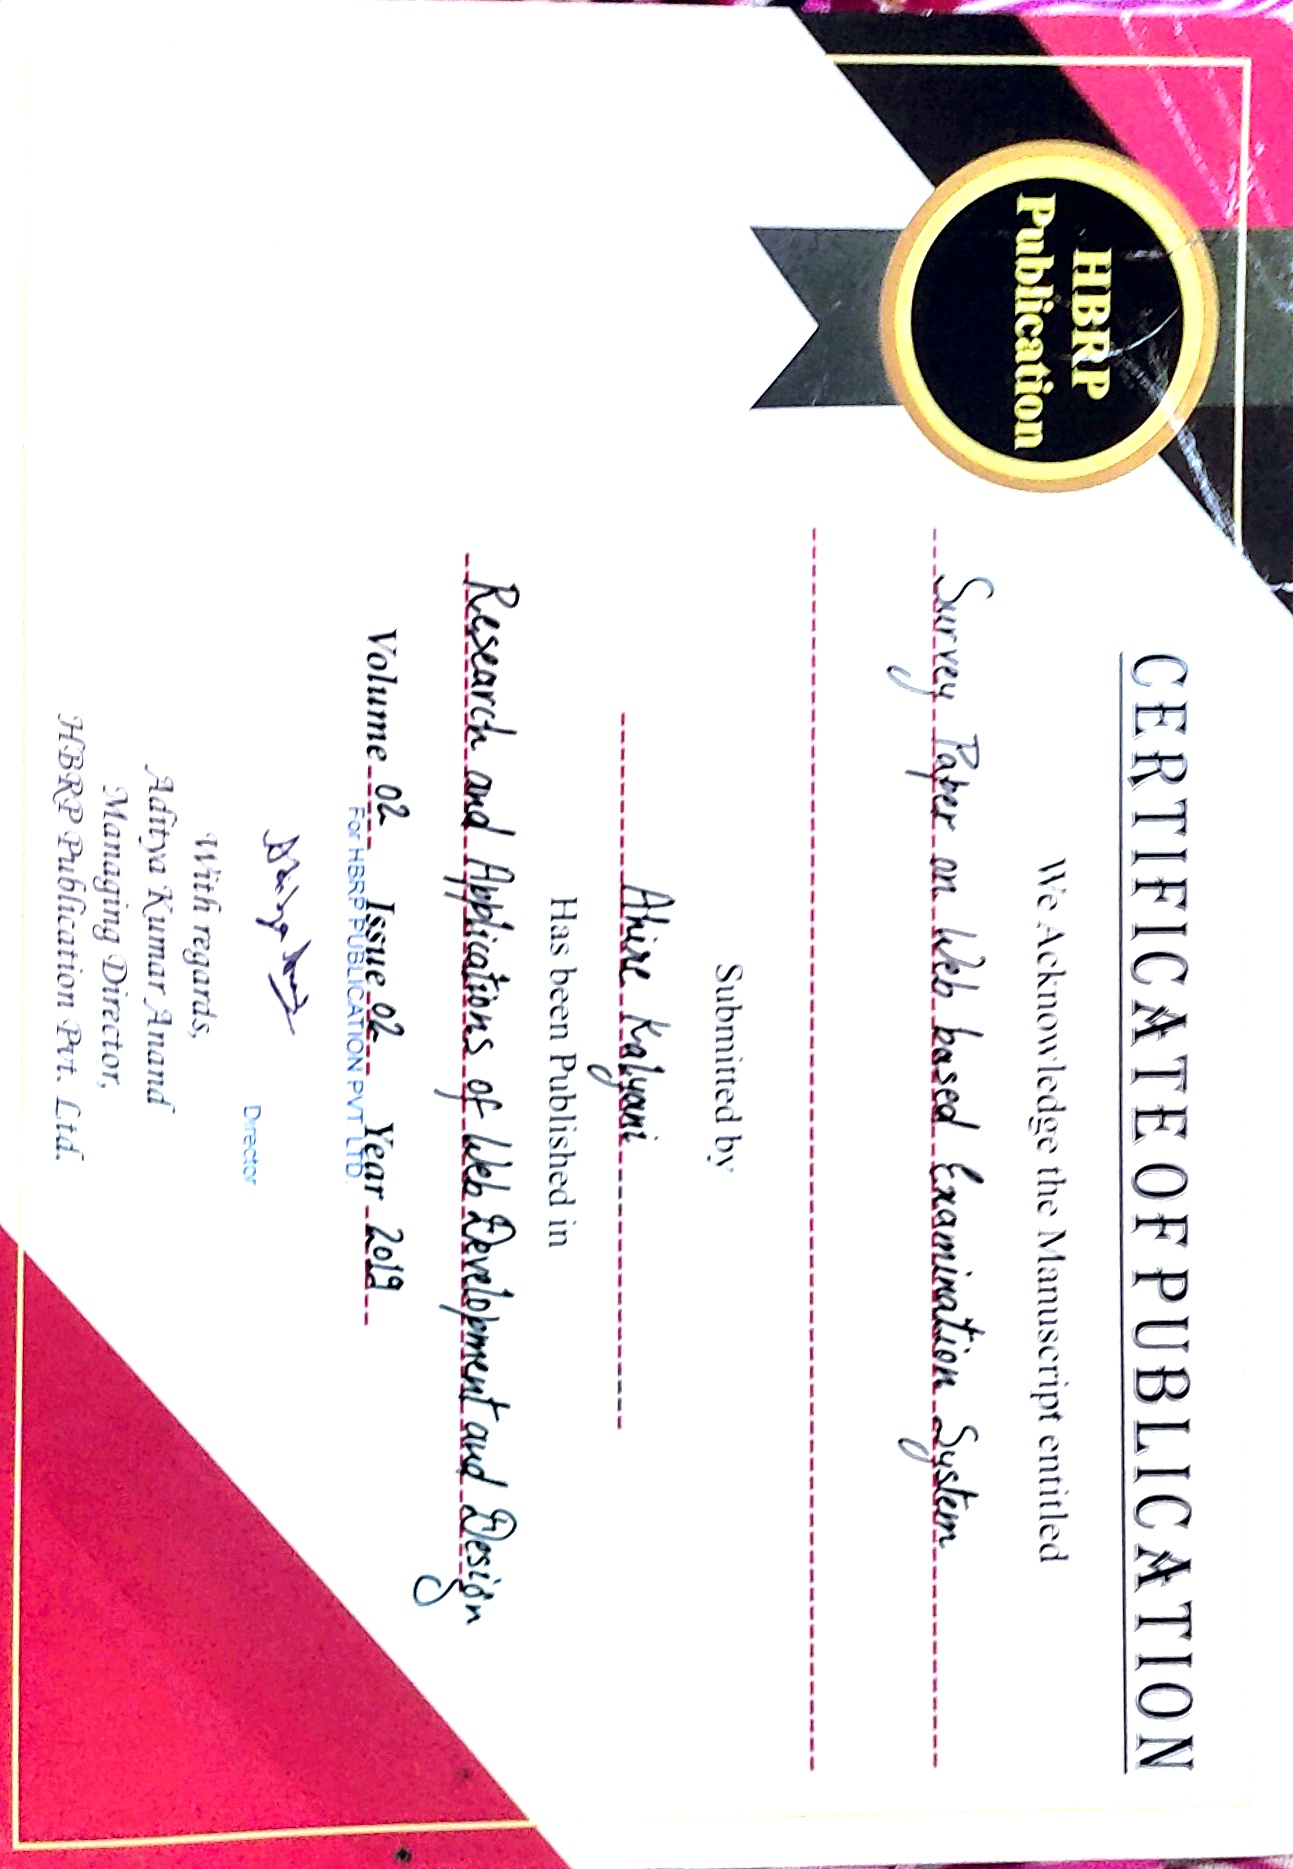 HBRP
Publication
CERTIFICATE OF PUBLICATION
We Acknowledge the Manuscript entitled
Survey Paper on Web based Examination System
Submitted by
Ahire Kalyani
Has been Published in
Research and Applications of Web Development and Design
Volume 02 Issue 02 Year 2019
For HBRP PUBLICATION PVT. LTD.
Director
With regards,
Aditya Kumar Anand
Managing Director,
HBRP Publication Pvt. Ltd.